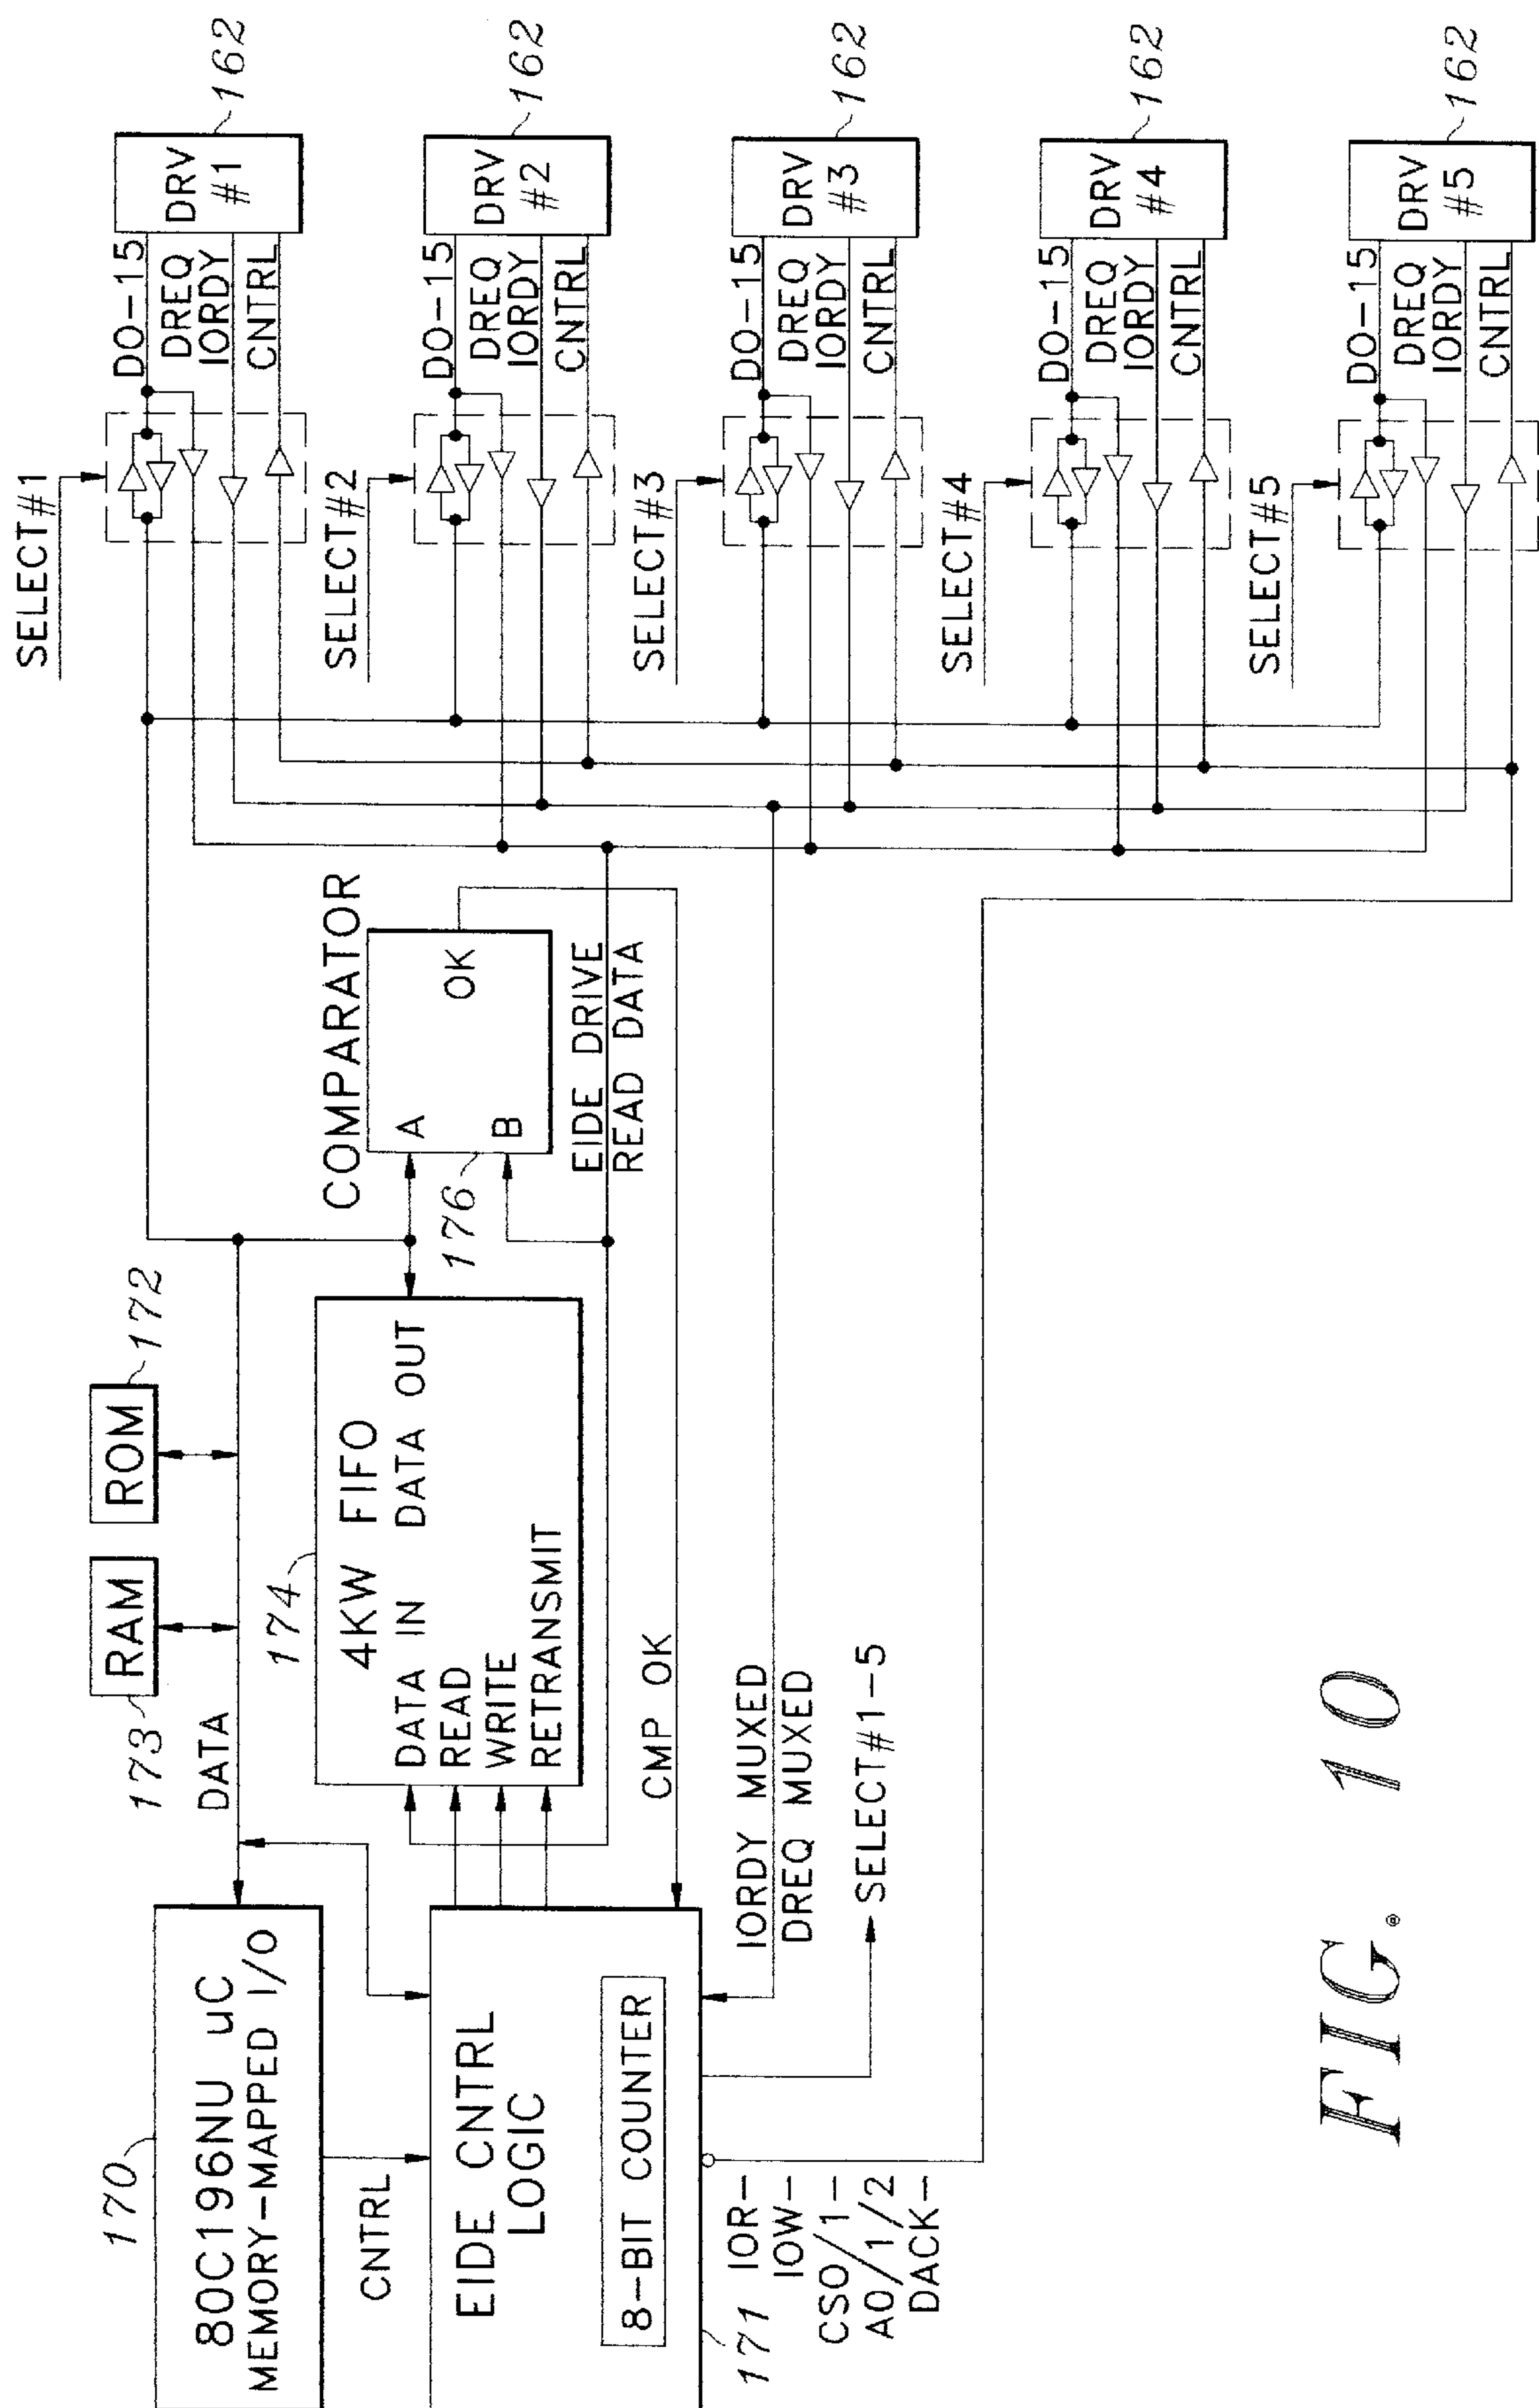 170
80C196NU uC
MEMORY-MAPPED I/O
CNTRL
EIDE CNTRL
LOGIC
8-BIT COUNTER
171
IOR-
IOW-
CS0/1-
A0/1/2
DACK-
DATA
173
RAM
ROM
172
174
4KW FIFO
DATA IN
DATA OUT
READ
WRITE
RETRANSMIT
CMP OK
IORDY MUXED
DREQ MUXED
SELECT#1-5
COMPARATOR
176
A
B
OK
EIDE DRIVE
READ DATA
SELECT#1
DO-15
DREQ
IORDY
CNTRL
DRV
#1
162
SELECT#2
DO-15
DREQ
IORDY
CNTRL
DRV
#2
162
SELECT#3
DO-15
DREQ
IORDY
CNTRL
DRV
#3
162
SELECT#4
DO-15
DREQ
IORDY
CNTRL
DRV
#4
162
SELECT#5
DO-15
DREQ
IORDY
CNTRL
DRV
#5
162
FIG. 10